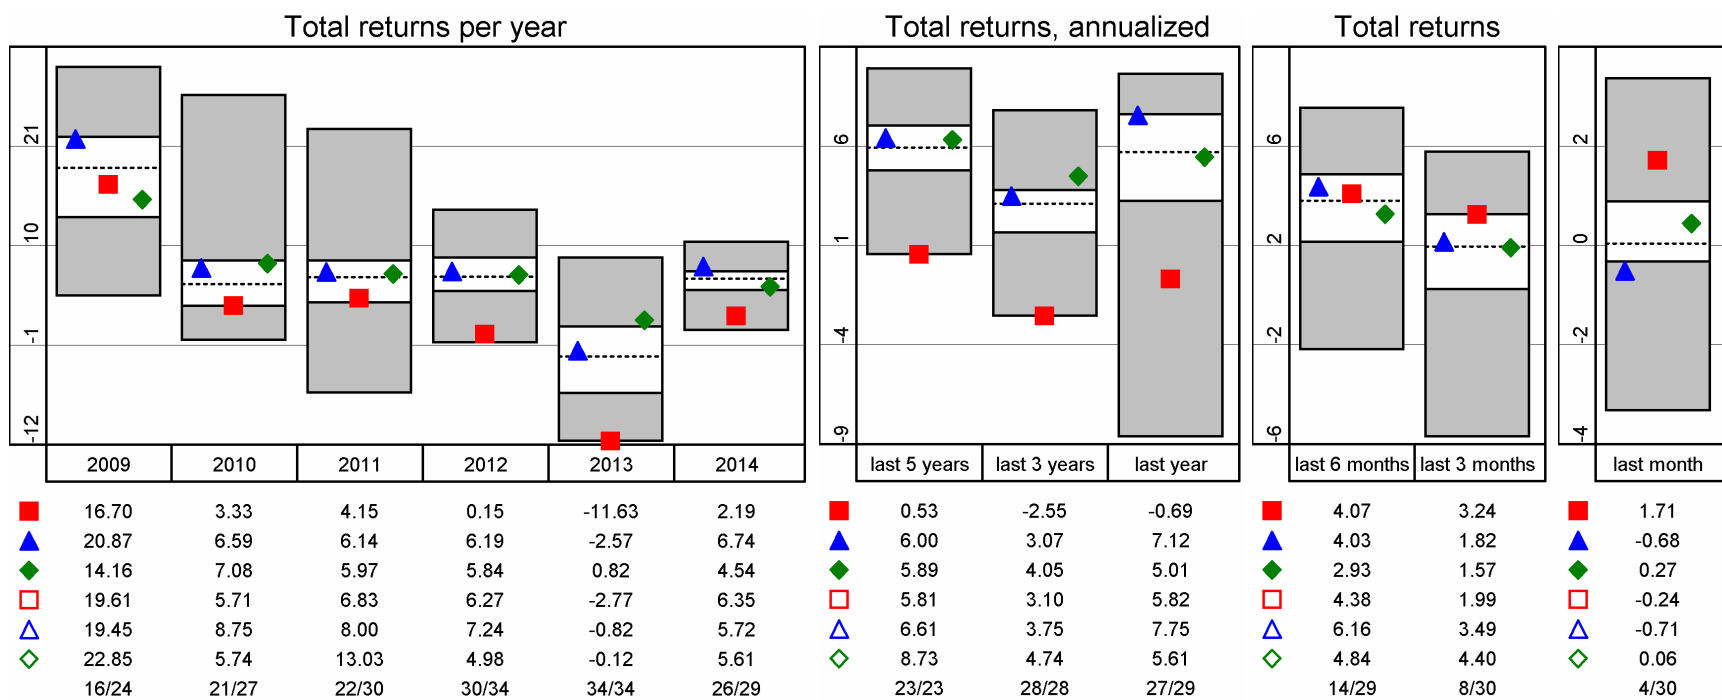 Total returns per year
Total returns, annualized
Total returns
21
10
-1
-12
6
1
-4
-9
6
2
-2
-6
2
0
-2
-4
2009 2010 2011 2012 2013 2014 last 5 years last 3 years last year last 6 months last 3 months last month
16.70 3.33 4.15 0.15 -11.63 2.19 0.53 -2.55 -0.69 4.07 3.24 1.71
20.87 6.59 6.14 6.19 -2.57 6.74 6.00 3.07 7.12 4.03 1.82 -0.68
14.16 7.08 5.97 5.84 0.82 4.54 5.89 4.05 5.01 2.93 1.57 0.27
19.61 5.71 6.83 6.27 -2.77 6.35 5.81 3.10 5.82 4.38 1.99 -0.24
19.45 8.75 8.00 7.24 -0.82 5.72 6.61 3.75 7.75 6.16 3.49 -0.71
22.85 5.74 13.03 4.98 -0.12 5.61 8.73 4.74 5.61 4.84 4.40 0.06
16/24 21/27 22/30 30/34 34/34 26/29 23/23 28/28 27/29 14/29 8/30 4/30